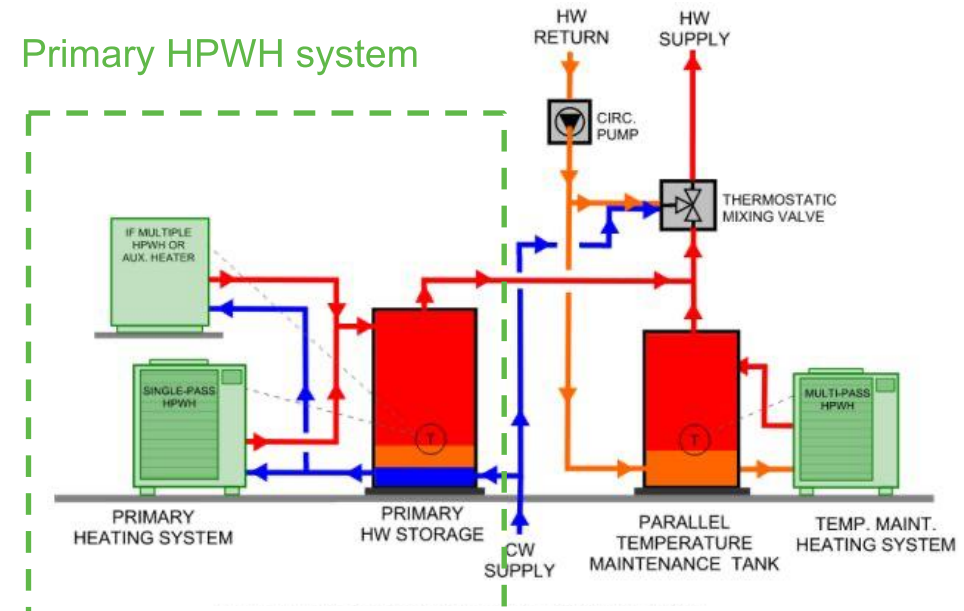 Primary HPWH system
HW
RETURN
HW
SUPPLY
CIRC.
PUMP
THERMOSTATIC
MIXING VALVE
IF MULTIPLE
HPWH OR
AUX. HEATER
SINGLE-PASS
HPWH
T
T
MULTI-PASS
HPWH
PRIMARY
HEATING SYSTEM
PRIMARY
HW STORAGE
CW
SUPPLY
PARALLEL
TEMPERATURE
MAINTENANCE TANK
TEMP. MAINT.
HEATING SYSTEM